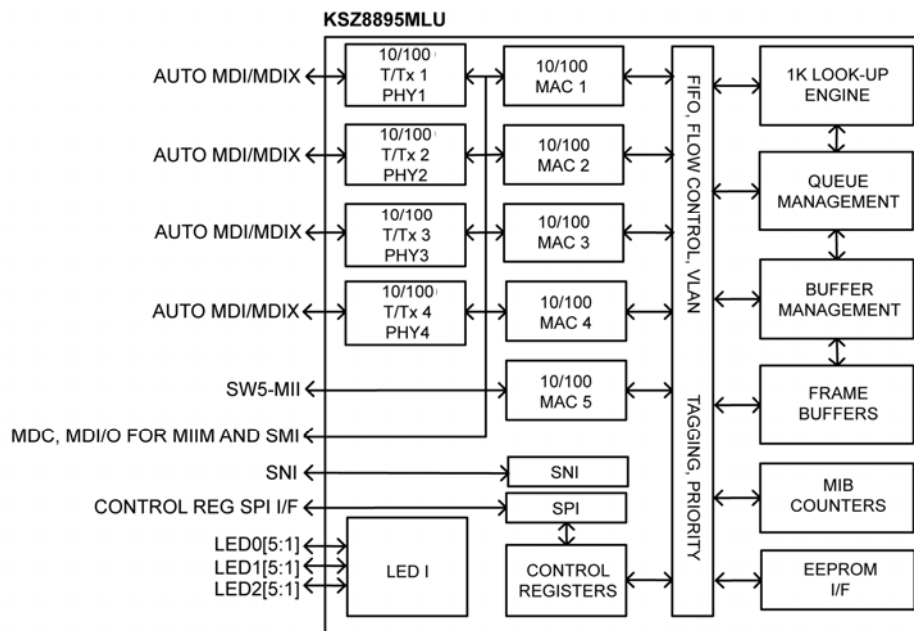 KSZ8895MLU
AUTO MDI/MDIX
10/100
T/Tx 1
PHY1
10/100
MAC 1
1K LOOK-UP
ENGINE
AUTO MDI/MDIX
10/100
T/Tx 2
PHY2
10/100
MAC 2
QUEUE
MANAGEMENT
AUTO MDI/MDIX
10/100
T/Tx 3
PHY3
10/100
MAC 3
BUFFER
MANAGEMENT
AUTO MDI/MDIX
10/100
T/Tx 4
PHY4
10/100
MAC 4
FIFO, FLOW CONTROL, VLAN TAGGING, PRIORITY
SW5-MII
10/100
MAC 5
FRAME
BUFFERS
MDC, MDI/O FOR MIIM AND SMI
SNI
SNI
MIB
COUNTERS
CONTROL REG SPI I/F
SPI
LED0[5:1]
LED1[5:1]
LED2[5:1]
LED I
CONTROL
REGISTERS
EEPROM
I/F